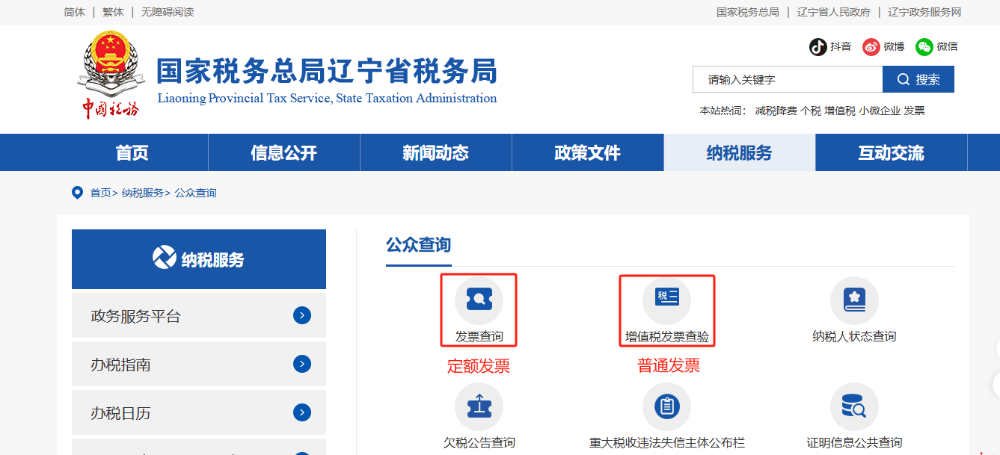 简体 | 繁体 | 无障碍阅读
国家税务总局 | 辽宁省人民政府 | 辽宁政务服务网
中国税务
国家税务总局辽宁省税务局
Liaoning Provincial Tax Service, State Taxation Administration
抖音 微博 微信
请输入关键字 搜索
本站热词： 减税降费 个税 增值税 小微企业 发票
首页 信息公开 新闻动态 政策文件 纳税服务 互动交流
首页> 纳税服务> 公众查询
纳税服务
政务服务平台
办税指南
办税日历
公众查询
税
发票查询 增值税发票查验 纳税人状态查询
定额发票 普通发票
欠税公告查询 重大税收违法失信主体公布栏 证明信息公共查询